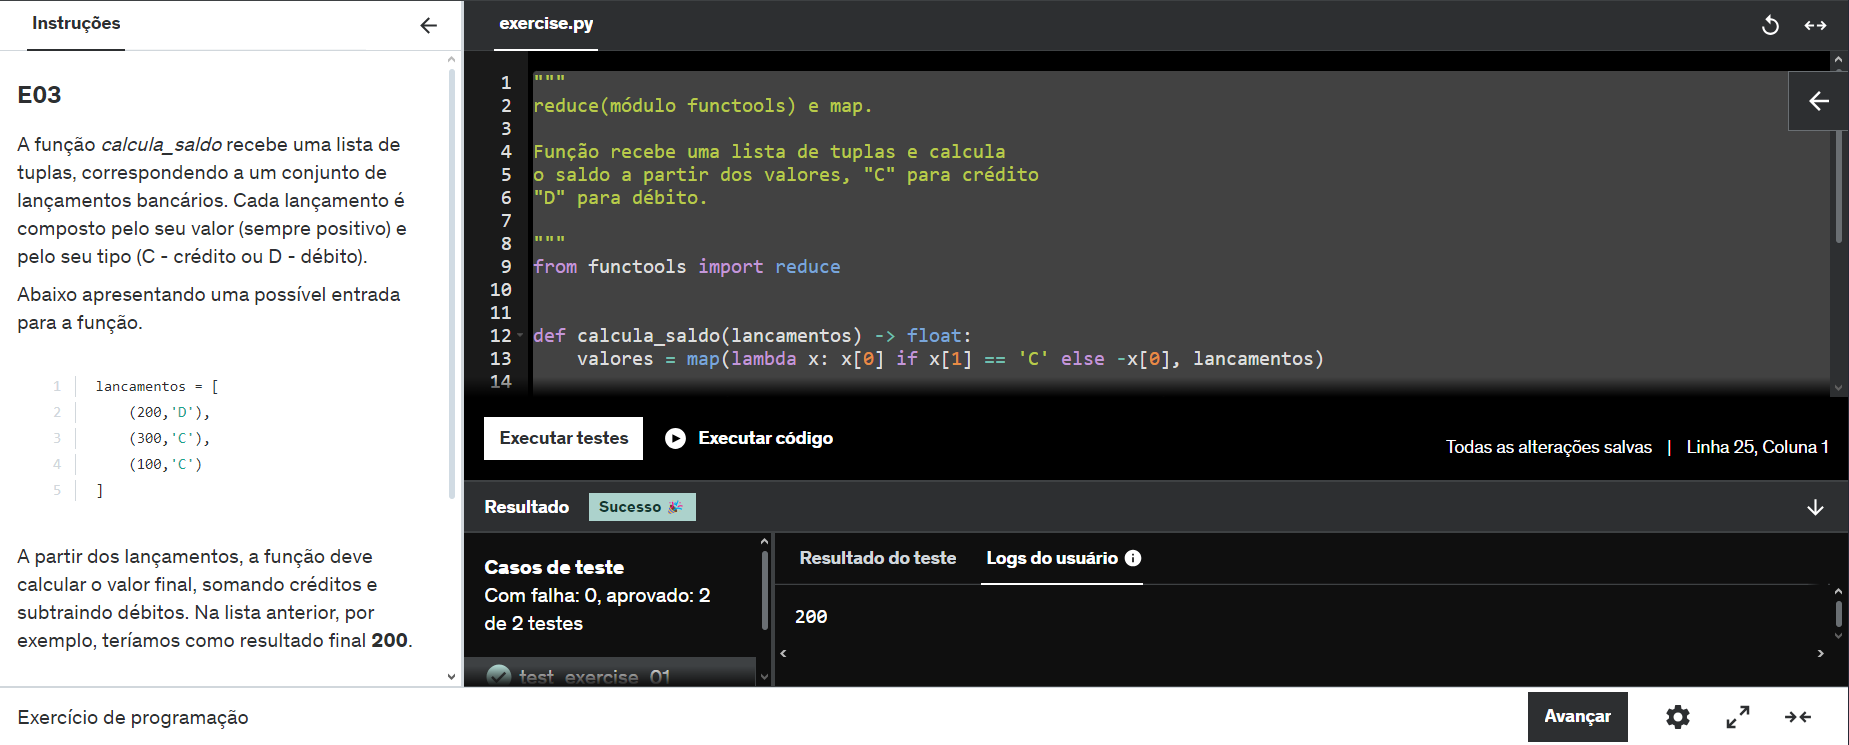 Instruções
E03
A função calcula_saldo recebe uma lista de
tuplas, correspondendo a um conjunto de
lançamentos bancários. Cada lançamento é
composto pelo seu valor (sempre positivo) e
pelo seu tipo (C - crédito ou D - débito).
Abaixo apresentando uma possível entrada
para a função.
1 lancamentos = [
2     (200,'D'),
3     (300,'C'),
4     (100,'C')
5 ]
A partir dos lançamentos, a função deve
calcular o valor final, somando créditos e
subtraindo débitos. Na lista anterior, por
exemplo, teríamos como resultado final 200.
exercise.py
1 """
2 reduce(módulo functools) e map.
3
4 Função recebe uma lista de tuplas e calcula
5 o saldo a partir dos valores, "C" para crédito
6 "D" para débito.
7
8 """
9 from functools import reduce
10
11
12 def calcula_saldo(lancamentos) -> float:
13     valores = map(lambda x: x[0] if x[1] == 'C' else -x[0], lancamentos)
14
Executar testes
Executar código
Todas as alterações salvas | Linha 25, Coluna 1
Resultado
Sucesso 🎉
Casos de teste
Com falha: 0, aprovado: 2
de 2 testes
test_exercise_01
Resultado do teste
Logs do usuário
200
Exercício de programação
Avançar